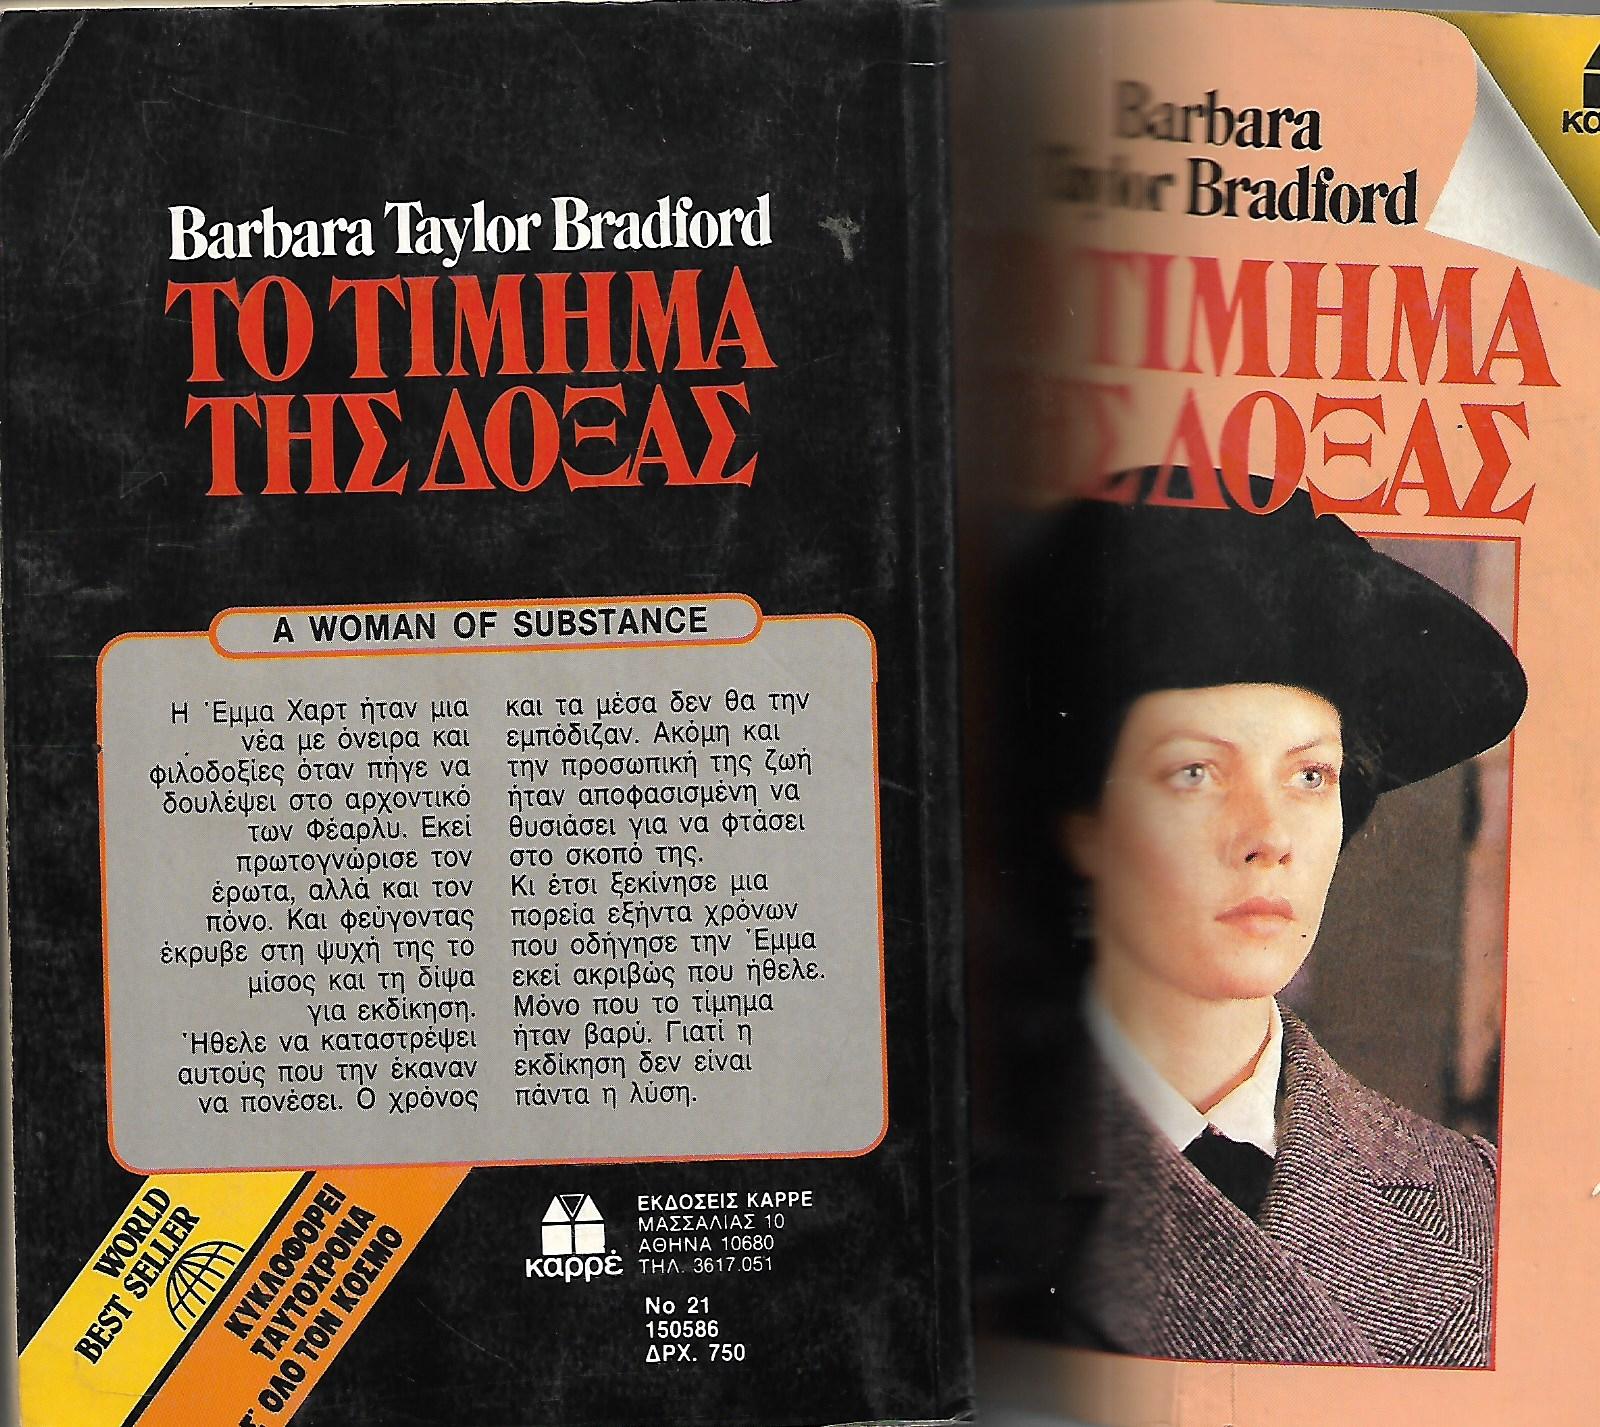 Barbara Taylor Bradford
ΤΟ ΤΙΜΗΜΑ
ΤΗΣ ΔΟΞΑΣ
A WOMAN OF SUBSTANCE
Η Έμμα Χαρτ ήταν μια
νέα με όνειρα και
φιλοδοξίες όταν πήγε να
δουλέψει στο αρχοντικό
των Φέαρλυ. Εκεί
πρωτογνώρισε τον
έρωτα, αλλά και τον
πόνο. Και φεύγοντας
έκρυβε στη ψυχή της το
μίσος και τη δίψα
για εκδίκηση.
Ήθελε να καταστρέψει
αυτούς που την έκαναν
να πονέσει. Ο χρόνος
και τα μέσα δεν θα την
εμπόδιζαν. Ακόμη και
την προσωπική της ζωή
ήταν αποφασισμένη να
θυσιάσει για να φτάσει
στο σκοπό της.
Κι έτσι ξεκίνησε μια
πορεία εξήντα χρόνων
που οδήγησε την Έμμα
εκεί ακριβώς που ήθελε.
Μόνο που το τίμημα
ήταν βαρύ. Γιατί η
εκδίκηση δεν είναι
πάντα η λύση.
WORLD
BEST SELLER
ΚΥΚΛΟΦΟΡΕΙ
ΤΑΥΤΟΧΡΟΝΑ
Σ' ΟΛΟ ΤΟΝ ΚΟΣΜΟ
καρρέ
ΕΚΔΟΣΕΙΣ ΚΑΡΡΕ
ΜΑΣΣΑΛΙΑΣ 10
ΑΘΗΝΑ 10680
ΤΗΛ. 3617.051
Νο 21
150586
ΔΡΧ. 750
Barbara
Taylor Bradford
ΤΙΜΗΜΑ
ΔΟΞΑΣ